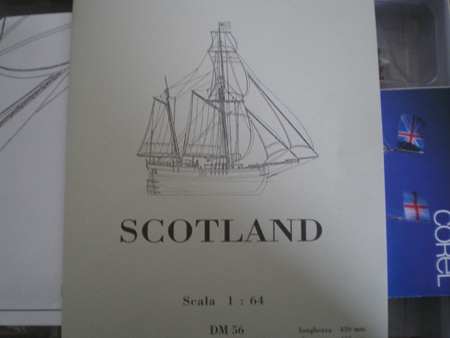 SCOTLAND
Scala 1 : 64
DM 56
lunghezza 430 mm
COREL